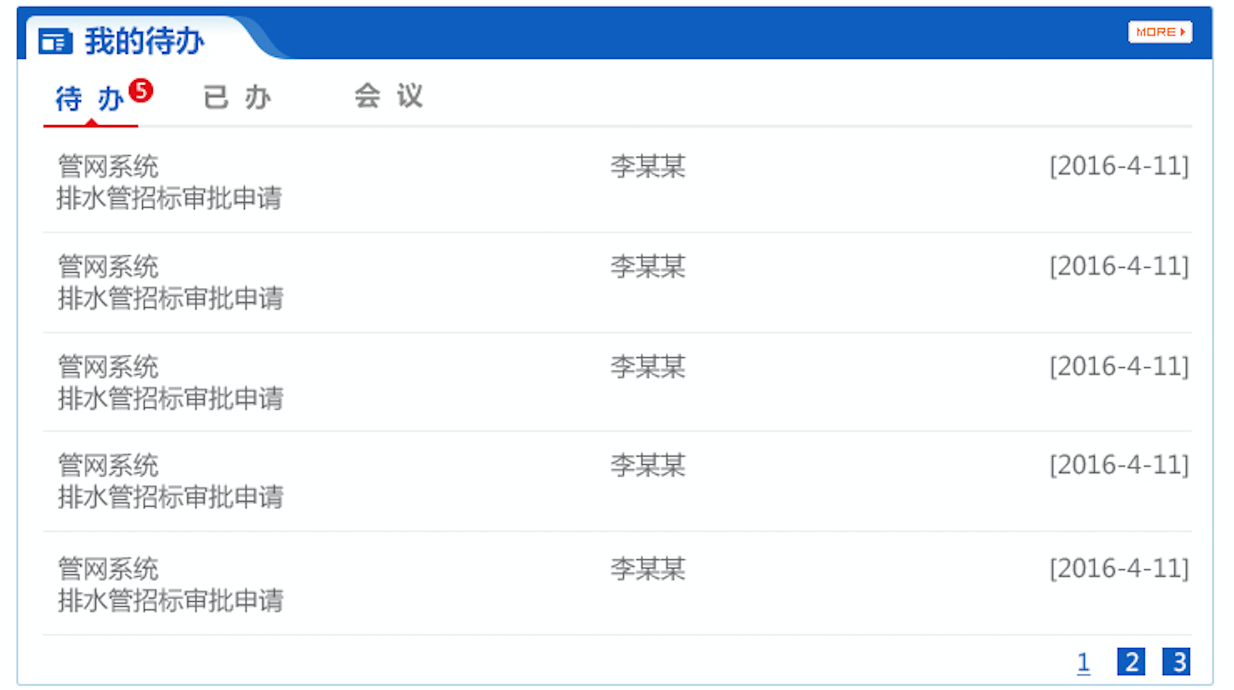 我的待办
MORE
待 办 5 已 办 会 议
管网系统 李某某 [2016-4-11]
排水管招标审批申请
管网系统 李某某 [2016-4-11]
排水管招标审批申请
管网系统 李某某 [2016-4-11]
排水管招标审批申请
管网系统 李某某 [2016-4-11]
排水管招标审批申请
管网系统 李某某 [2016-4-11]
排水管招标审批申请
1 2 3